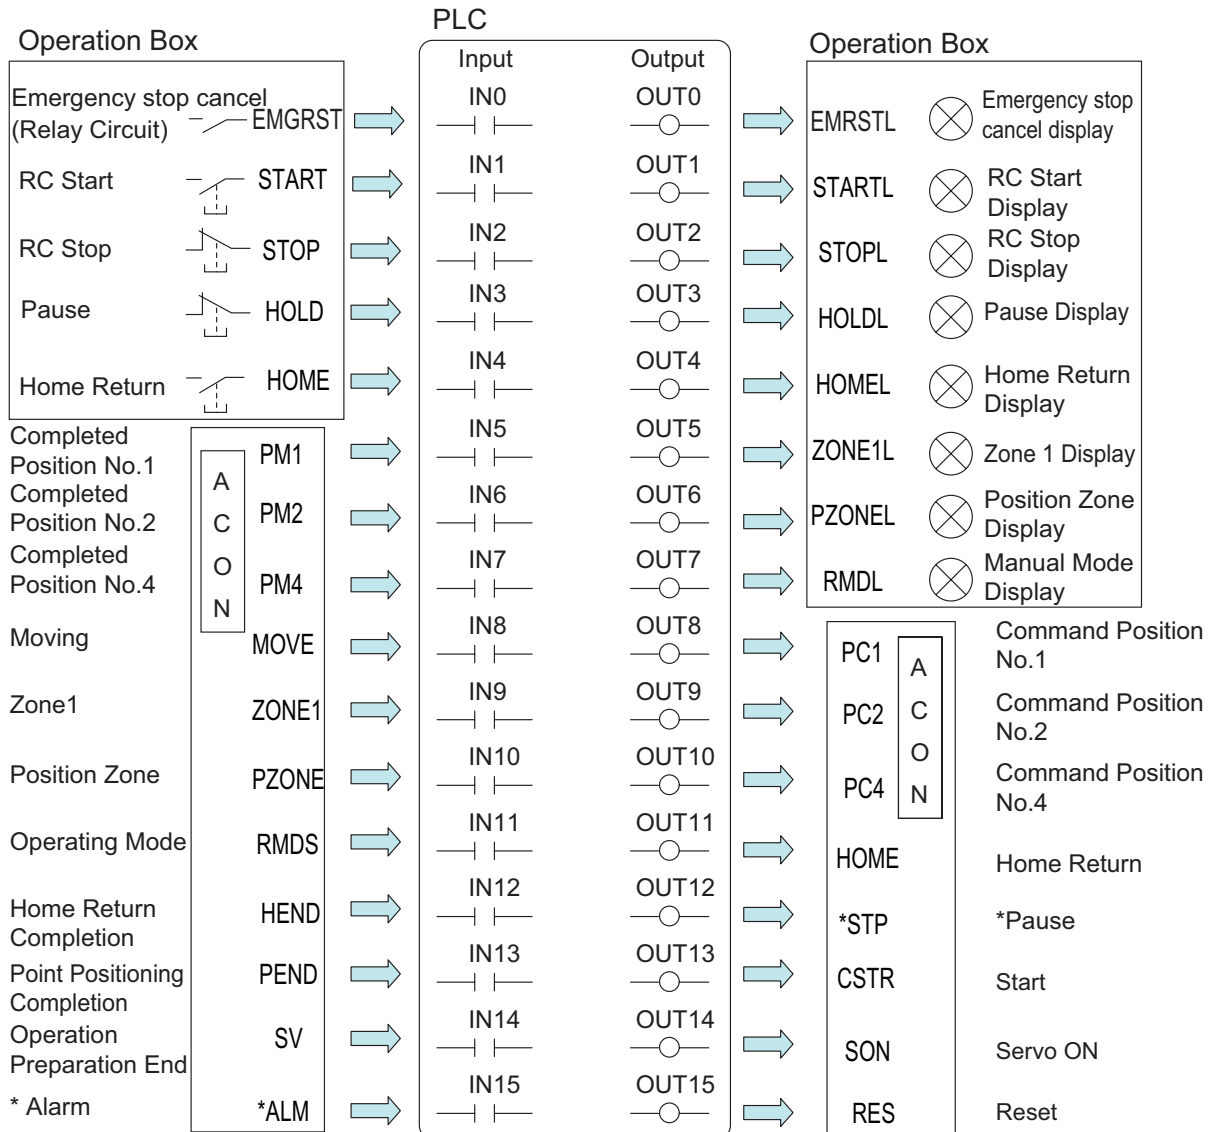 PLC
Operation Box
Operation Box
Input Output
Emergency stop cancel
(Relay Circuit) EMGRST
IN0 OUT0
EMRSTL
Emergency stop
cancel display
RC Start START
IN1 OUT1
STARTL
RC Start
Display
RC Stop STOP
IN2 OUT2
STOPL
RC Stop
Display
Pause HOLD
IN3 OUT3
HOLDL Pause Display
Home Return HOME
IN4 OUT4
HOMEL
Home Return
Display
Completed
Position No.1
PM1
IN5 OUT5
ZONE1L Zone 1 Display
Completed
Position No.2
PM2
IN6 OUT6
PZONEL
Position Zone
Display
Completed
Position No.4
PM4
IN7 OUT7
RMDL
Manual Mode
Display
A
C
O
N
Moving MOVE
IN8 OUT8
PC1
Command Position
No.1
Zone1 ZONE1
IN9 OUT9
PC2
Command Position
No.2
Position Zone PZONE
IN10 OUT10
PC4
Command Position
No.4
A
C
O
N
Operating Mode RMDS
IN11 OUT11
HOME Home Return
Home Return
Completion
HEND
IN12 OUT12
*STP *Pause
Point Positioning
Completion
PEND
IN13 OUT13
CSTR Start
Operation
Preparation End
SV
IN14 OUT14
SON Servo ON
* Alarm *ALM
IN15 OUT15
RES Reset